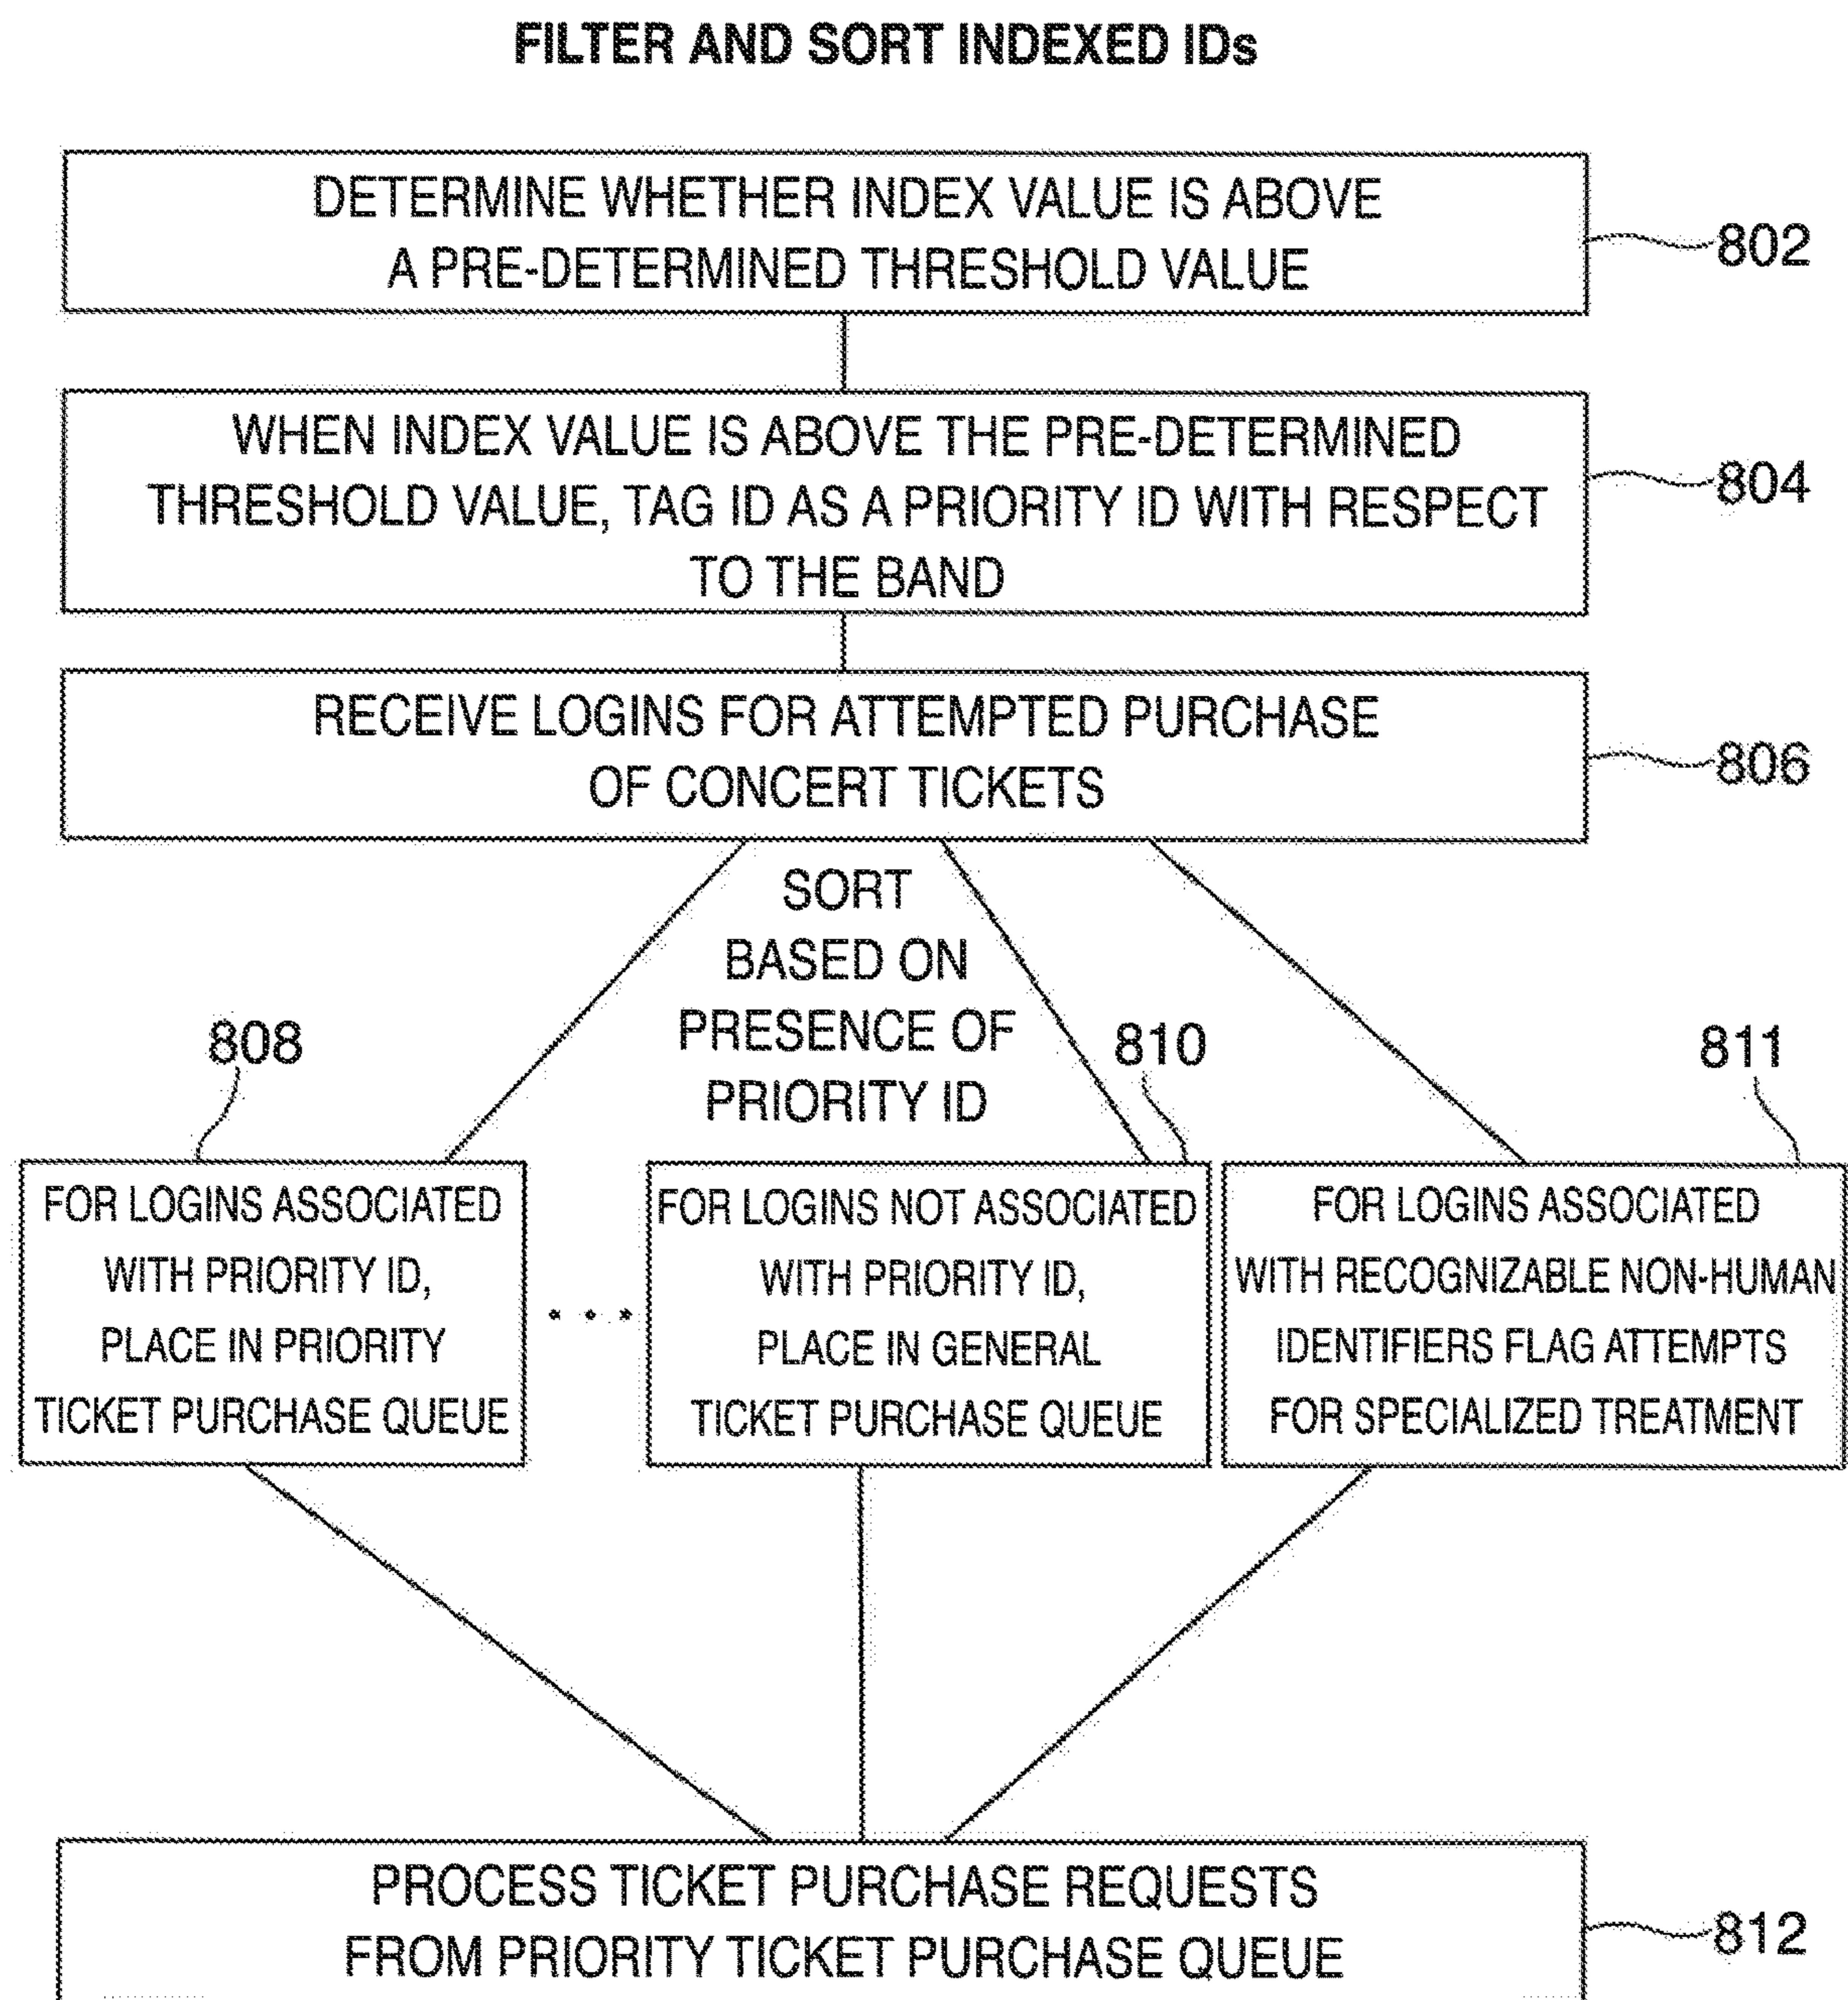 FILTER AND SORT INDEXED IDs
DETERMINE WHETHER INDEX VALUE IS ABOVE
A PRE-DETERMINED THRESHOLD VALUE
802
WHEN INDEX VALUE IS ABOVE THE PRE-DETERMINED
THRESHOLD VALUE, TAG ID AS A PRIORITY ID WITH RESPECT
TO THE BAND
804
RECEIVE LOGINS FOR ATTEMPTED PURCHASE
OF CONCERT TICKETS
806
SORT
BASED ON
PRESENCE OF
PRIORITY ID
808
FOR LOGINS ASSOCIATED
WITH PRIORITY ID,
PLACE IN PRIORITY
TICKET PURCHASE QUEUE
. . .
810
FOR LOGINS NOT ASSOCIATED
WITH PRIORITY ID,
PLACE IN GENERAL
TICKET PURCHASE QUEUE
811
FOR LOGINS ASSOCIATED
WITH RECOGNIZABLE NON-HUMAN
IDENTIFIERS FLAG ATTEMPTS
FOR SPECIALIZED TREATMENT
PROCESS TICKET PURCHASE REQUESTS
FROM PRIORITY TICKET PURCHASE QUEUE
812